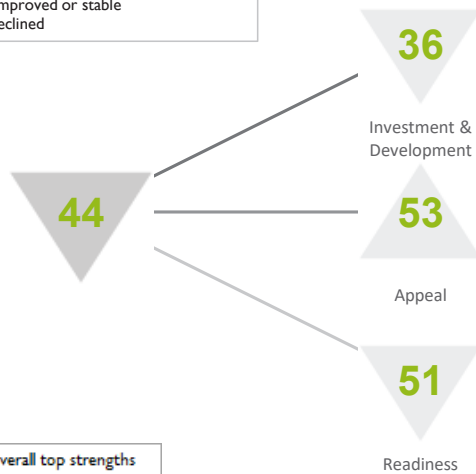 mproved or stable
eclined
36
Investment &
Development
44
53
Appeal
51
Readiness
verall top strengths